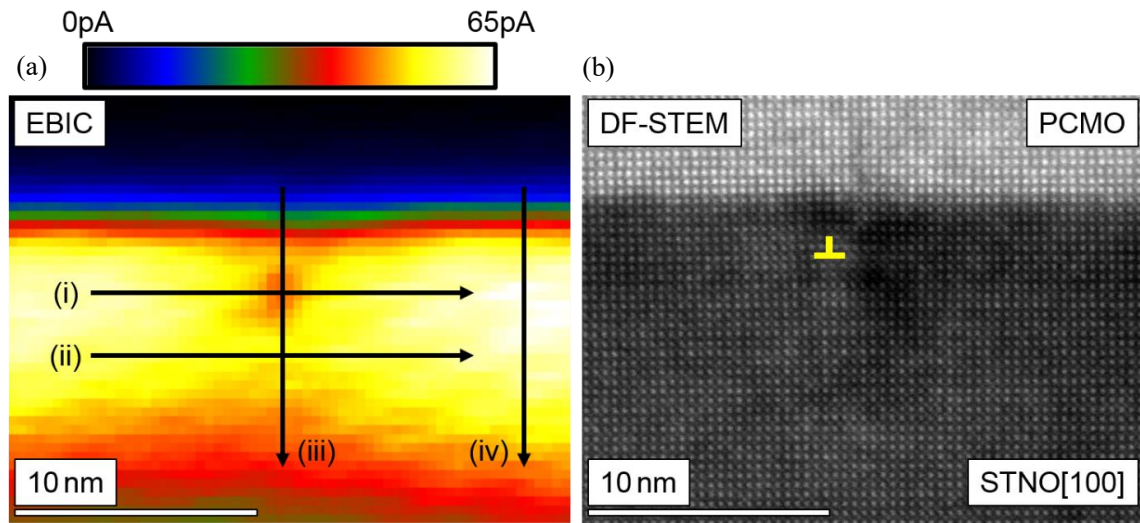 0pA 65pA
(a) (b)
EBIC DF-STEM PCMO
(i)
(ii)
(iii) (iv)
10 nm 10 nm STNO[100]